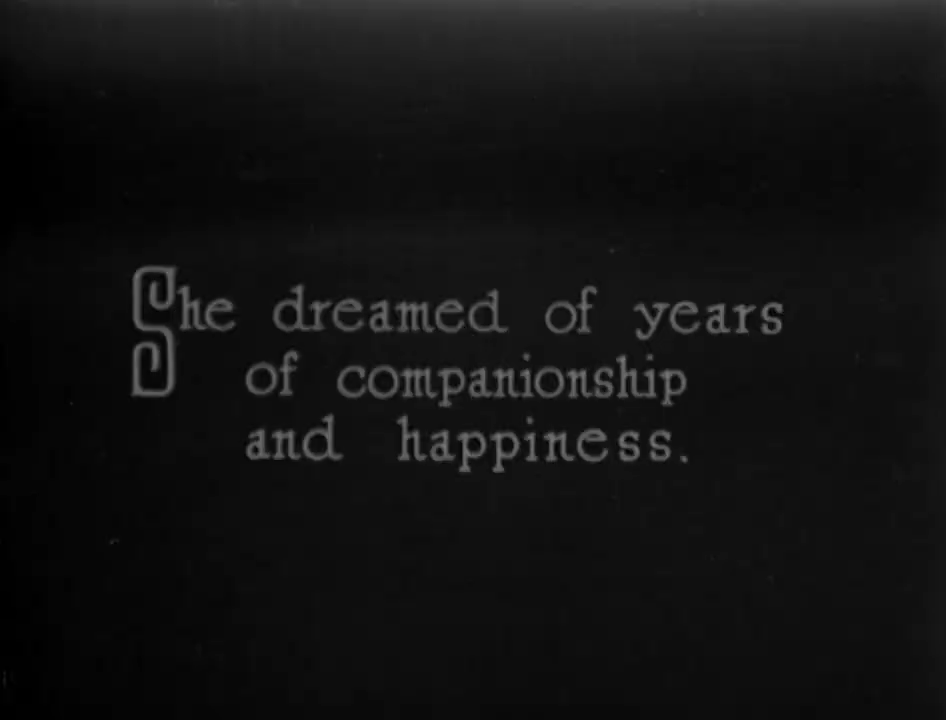 She dreamed of years
of companionship
and happiness.